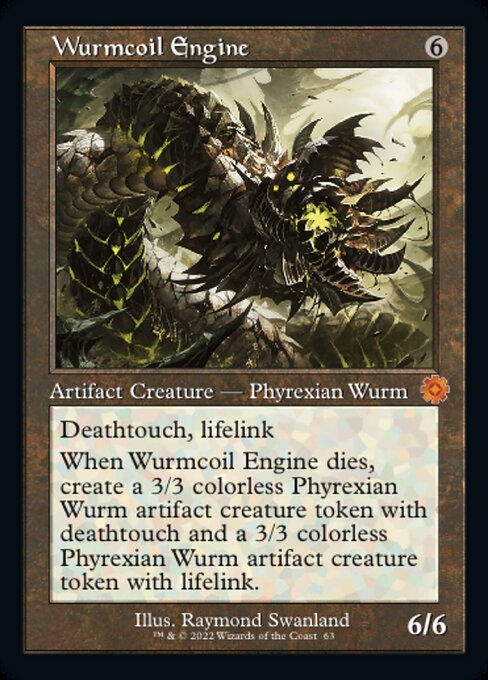 Wurmcoil Engine 6
Artifact Creature — Phyrexian Wurm
Deathtouch, lifelink
When Wurmcoil Engine dies,
create a 3/3 colorless Phyrexian
Wurm artifact creature token with
deathtouch and a 3/3 colorless
Phyrexian Wurm artifact creature
token with lifelink.
Illus. Raymond Swanland
™ & © 2022 Wizards of the Coast 63
6/6